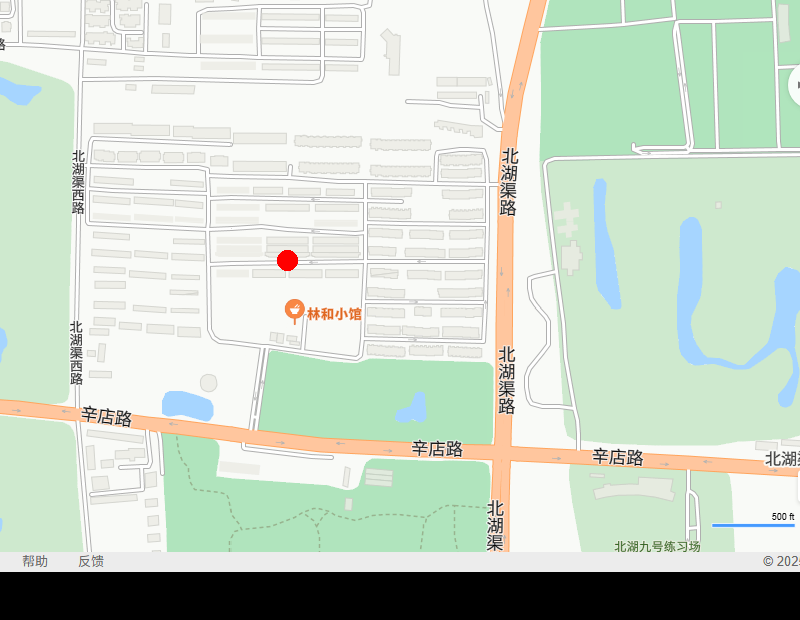 路
北湖渠西路
北湖渠路
林和小馆
北湖渠西路
北湖渠路
辛店路
辛店路
辛店路
北湖渠
北湖渠
500 ft
北湖九号练习场
帮助
反馈
© 202